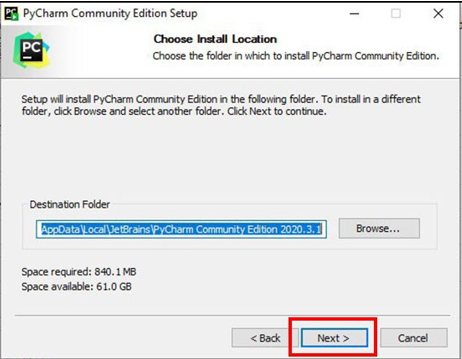 PyCharm Community Edition Setup
PC
Choose Install Location
Choose the folder in which to install PyCharm Community Edition.
Setup will install PyCharm Community Edition in the following folder. To install in a different
folder, click Browse and select another folder. Click Next to continue.
Destination Folder
AppData\Local\JetBrains\PyCharm Community Edition 2020.3.1
Browse...
Space required: 840.1 MB
Space available: 61.0 GB
< Back
Next >
Cancel